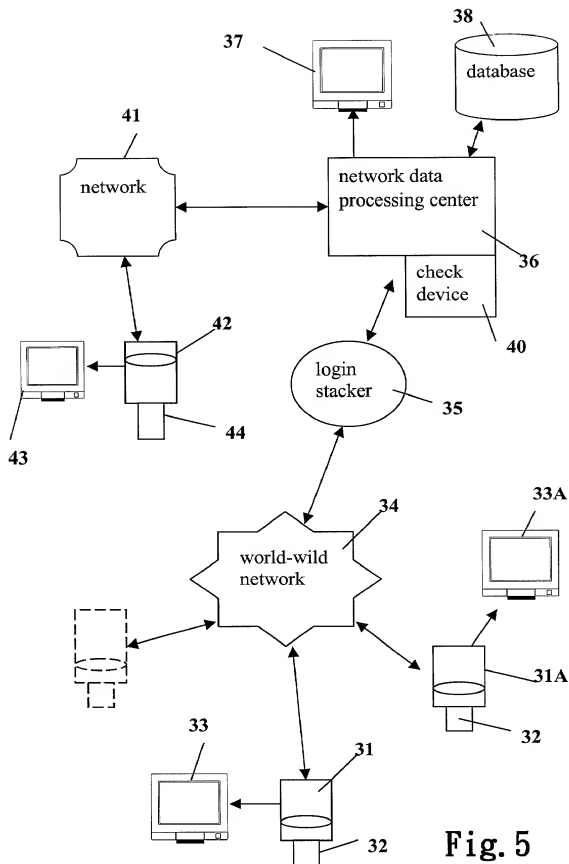 37
38
database
41
network
network data
processing center
36
check
device
40
42
43
44
login
stacker
35
34
world-wild
network
33A
31A
32
33
31
32
Fig.5